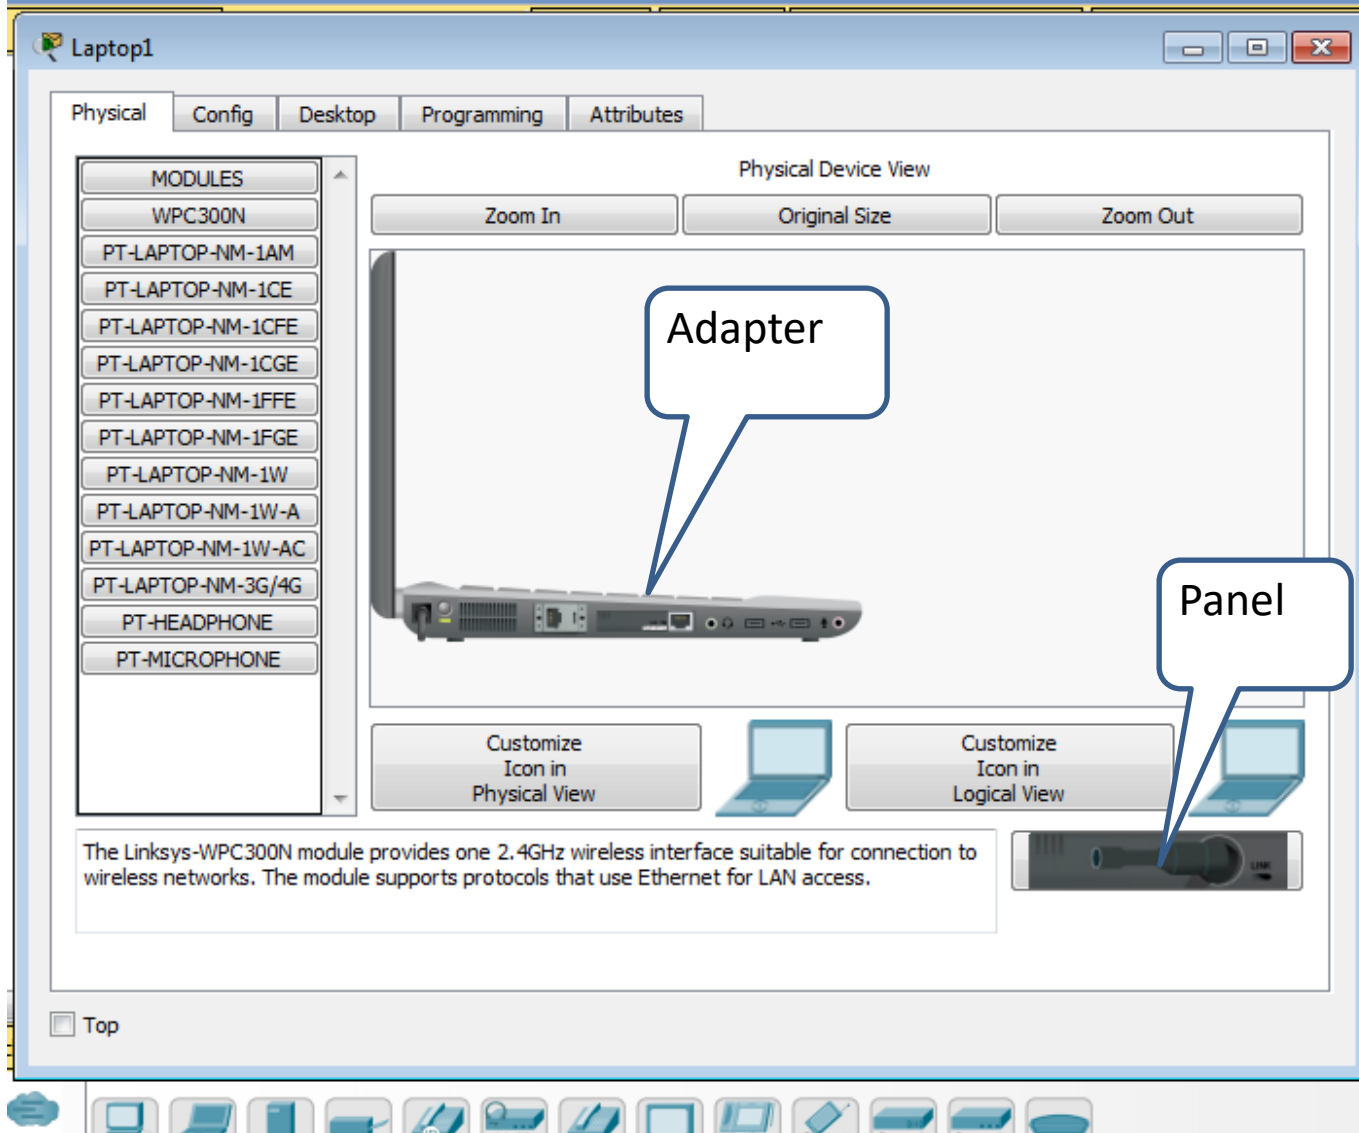 Laptop1
Physical
Config
Desktop
Programming
Attributes
MODULES
WPC300N
PT-LAPTOP-NM-1AM
PT-LAPTOP-NM-1CE
PT-LAPTOP-NM-1CFE
PT-LAPTOP-NM-1CGE
PT-LAPTOP-NM-1FFE
PT-LAPTOP-NM-1FGE
PT-LAPTOP-NM-1W
PT-LAPTOP-NM-1W-A
PT-LAPTOP-NM-1W-AC
PT-LAPTOP-NM-3G/4G
PT-HEADPHONE
PT-MICROPHONE
Physical Device View
Zoom In
Original Size
Zoom Out
Adapter
Panel
Customize
Icon in
Physical View
Customize
Icon in
Logical View
The Linksys-WPC300N module provides one 2.4GHz wireless interface suitable for connection to
wireless networks. The module supports protocols that use Ethernet for LAN access.
LINK
Top